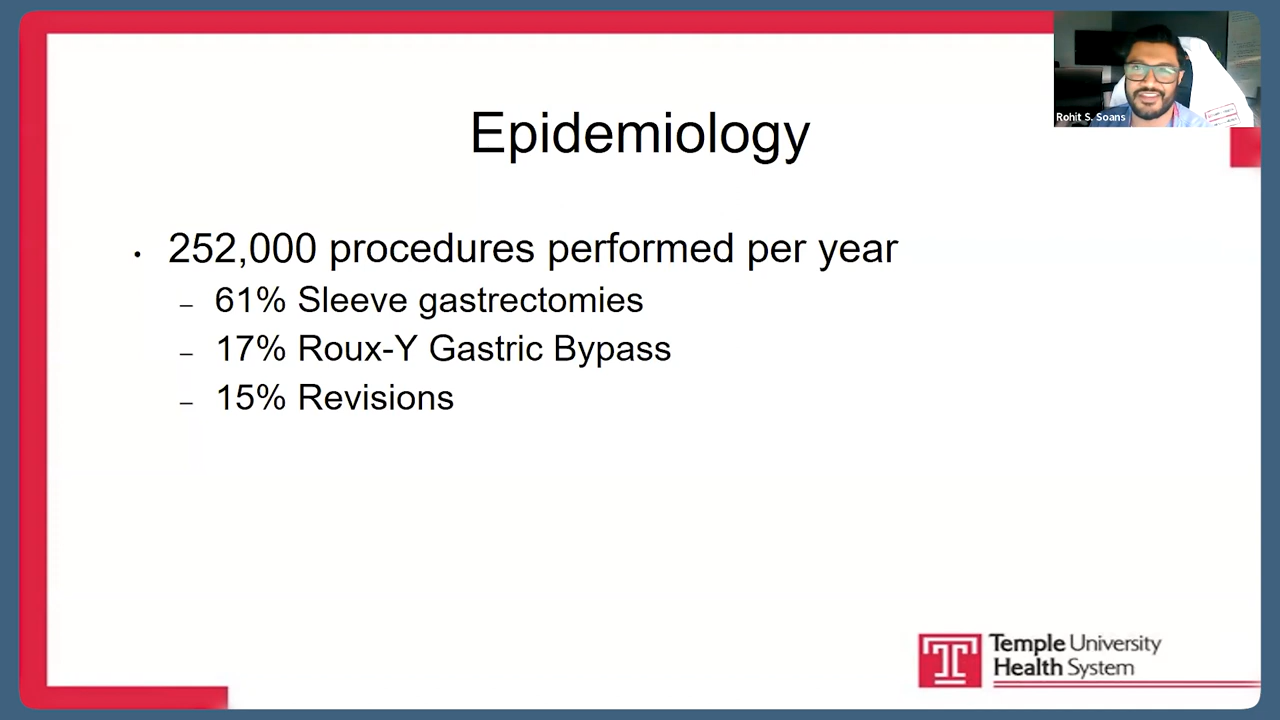 Epidemiology
Rohit S. Soans
• 252,000 procedures performed per year
– 61% Sleeve gastrectomies
– 17% Roux-Y Gastric Bypass
– 15% Revisions
T Temple University
Health System